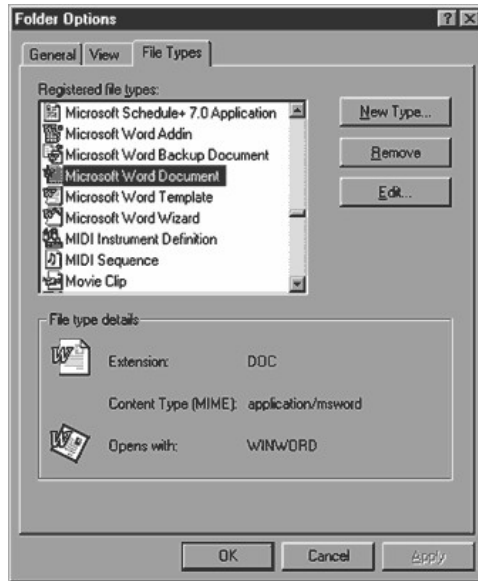 Folder Options
General View File Types
Registered file types:
Microsoft Schedule+ 7.0 Application
Microsoft Word Addin
Microsoft Word Backup Document
Microsoft Word Document
Microsoft Word Template
Microsoft Word Wizard
MIDI Instrument Definition
MIDI Sequence
Movie Clip
New Type...
Remove
Edit...
File type details
Extension: DOC
Content Type (MIME): application/msword
Opens with: WINWORD
OK Cancel Apply